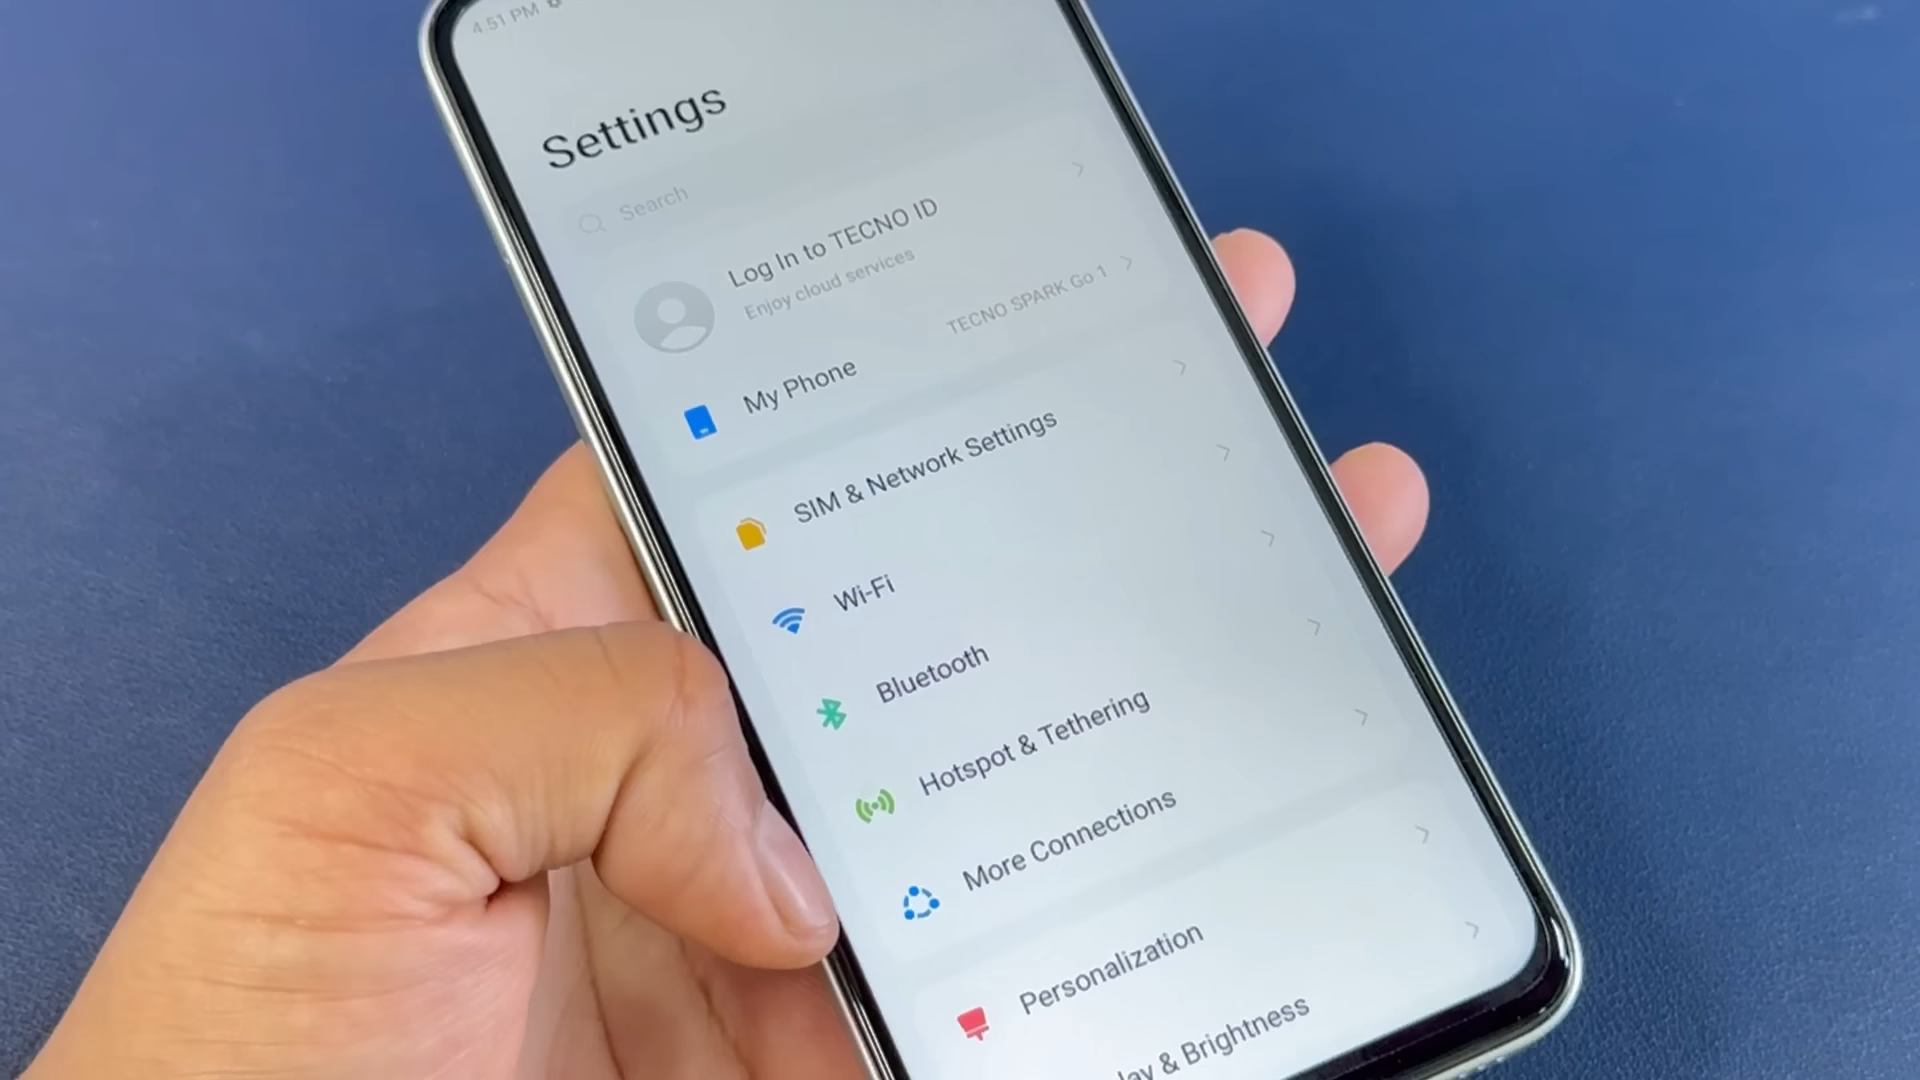 4:51 PM
Settings
Search
Log In to TECNO ID
Enjoy cloud services
My Phone
TECNO SPARK Go 1
SIM & Network Settings
Wi-Fi
Bluetooth
Hotspot & Tethering
More Connections
Personalization
lay & Brightness